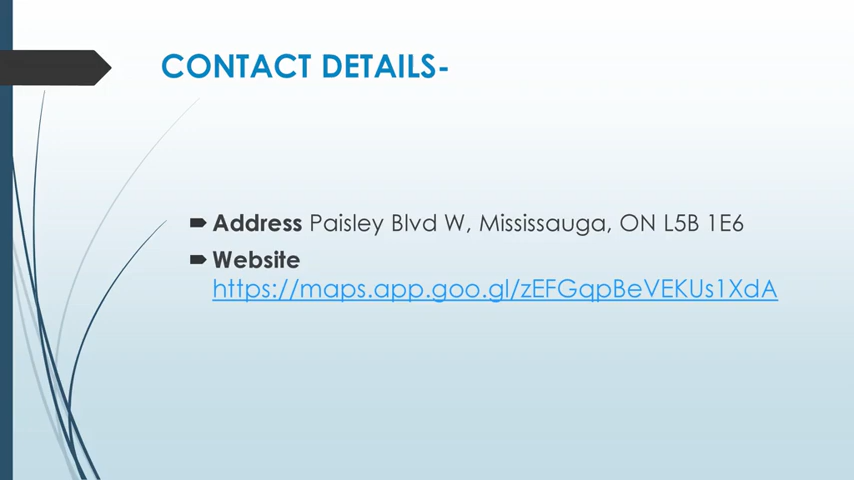 CONTACT DETAILS-
Address Paisley Blvd W, Mississauga, ON L5B 1E6
Website
https://maps.app.goo.gl/zEFGqpBeVEKUs1XdA